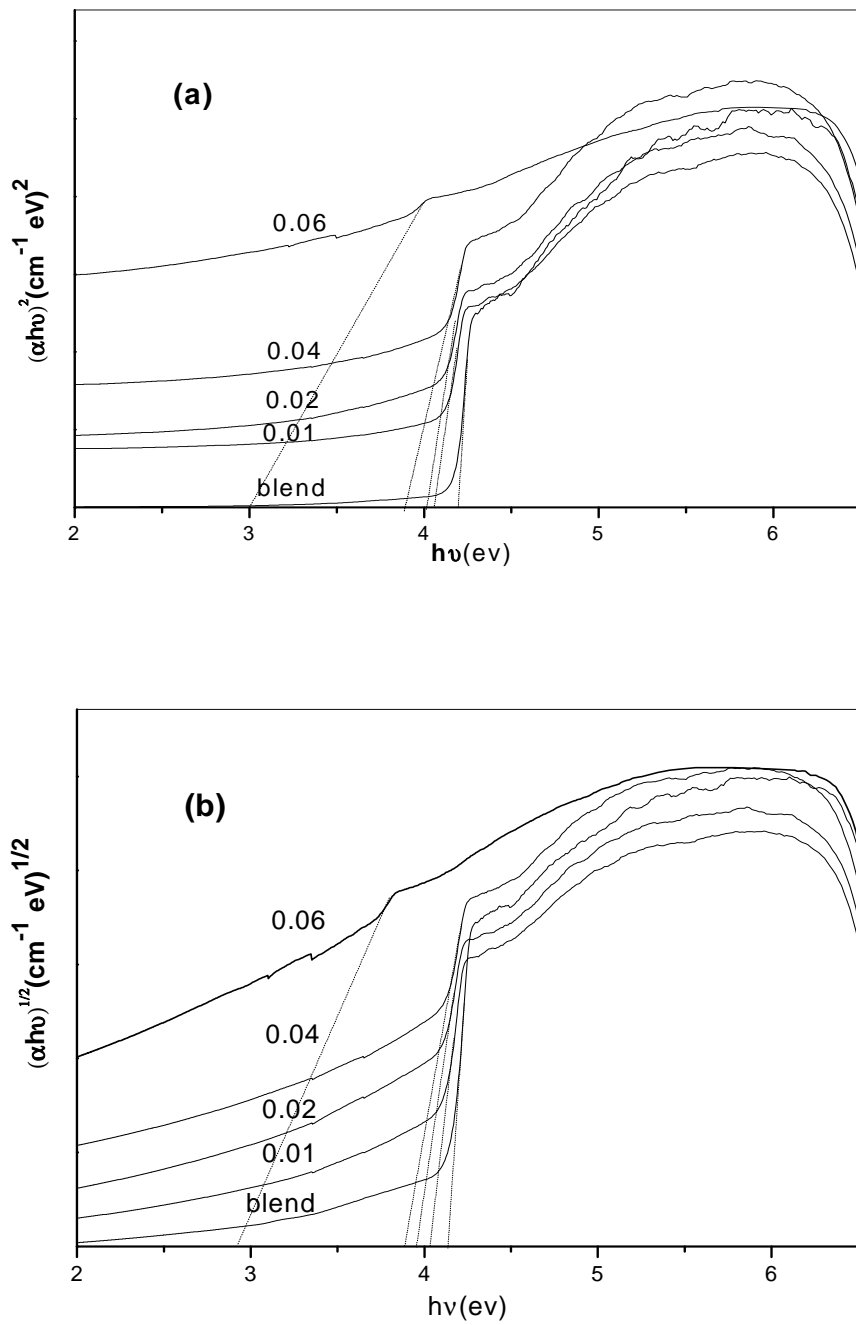 (a)
(αhυ)²(cm⁻¹ eV)²
0.06
0.04
0.02
0.01
blend
2 3 4 5 6
hυ(ev)
(b)
(αhυ)¹/²(cm⁻¹ eV)¹/²
0.06
0.04
0.02
0.01
blend
2 3 4 5 6
hν(ev)